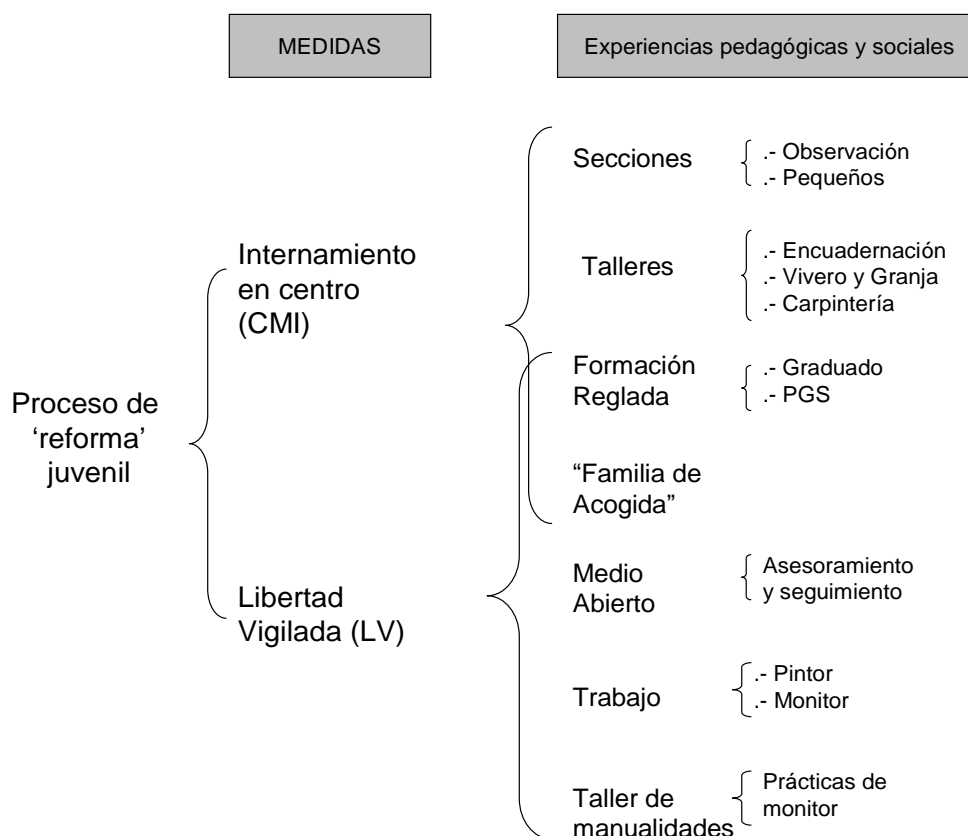 MEDIDAS
Experiencias pedagógicas y sociales
Proceso de
‘reforma’
juvenil
Internamiento
en centro
(CMI)
Libertad
Vigilada (LV)
Secciones
.- Observación
.- Pequeños
Talleres
.- Encuadernación
.- Vivero y Granja
.- Carpintería
Formación
Reglada
.- Graduado
.- PGS
“Familia de
Acogida”
Medio
Abierto
Asesoramiento
y seguimiento
Trabajo
.- Pintor
.- Monitor
Taller de
manualidades
Prácticas de
monitor